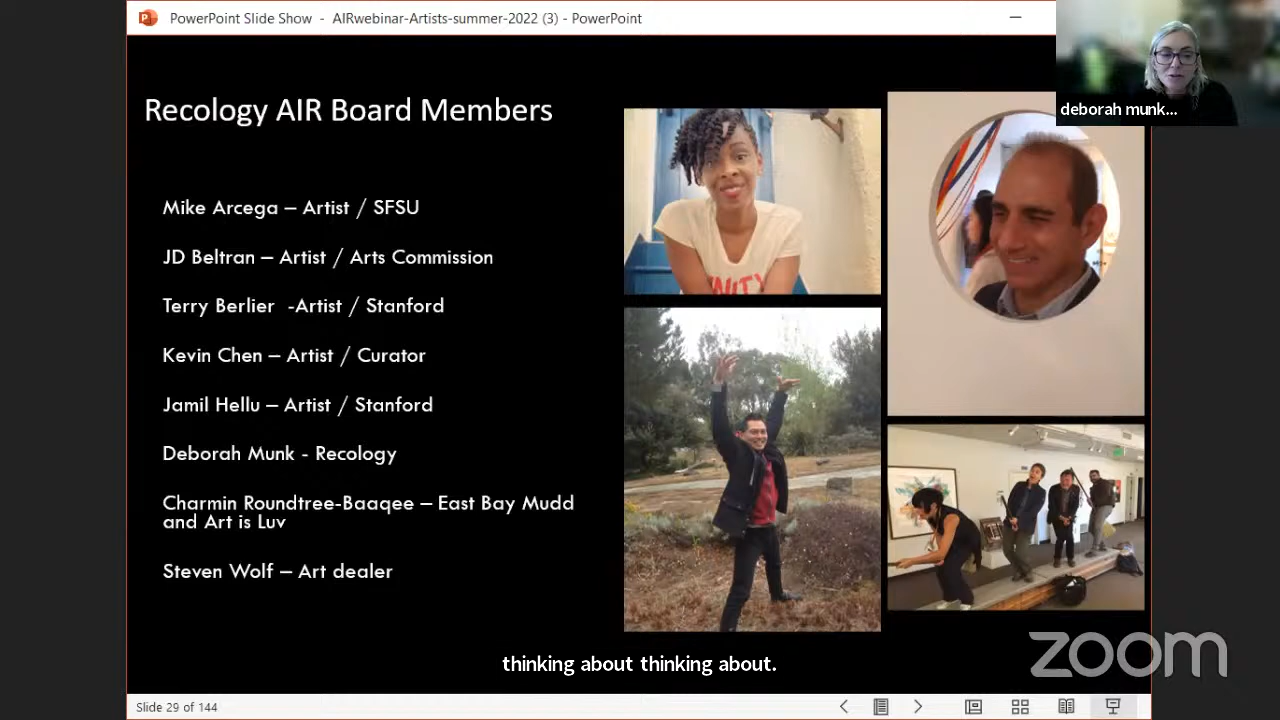 PowerPoint Slide Show - AIRwebinar-Artists-summer-2022 (3) - PowerPoint
deborah munk...
Recology AIR Board Members
Mike Arcega – Artist / SFSU
JD Beltran – Artist / Arts Commission
Terry Berlier -Artist / Stanford
Kevin Chen – Artist / Curator
Jamil Hellu – Artist / Stanford
Deborah Munk - Recology
Charmin Roundtree-Baaqee – East Bay Mudd
and Art is Luv
Steven Wolf – Art dealer
thinking about thinking about.
zoom
Slide 29 of 144